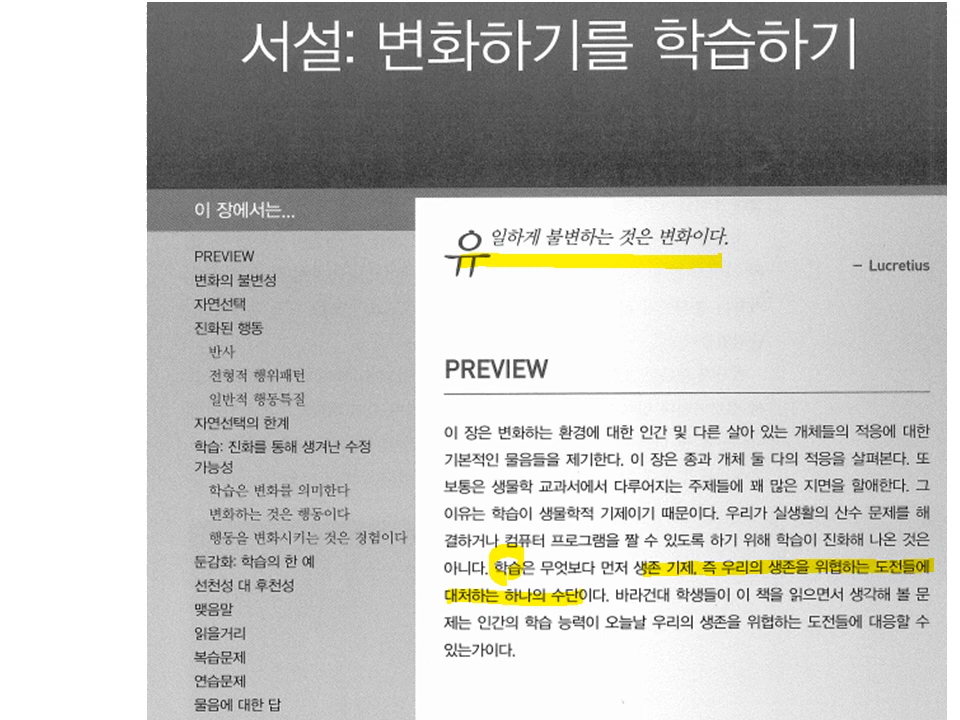 서설: 변화하기를 학습하기
이 장에서는...
PREVIEW
변화의 불변성
자연선택
진화된 행동
반사
전형적 행위패턴
일반적 행동특질
자연선택의 한계
학습: 진화를 통해 생겨난 수정
가능성
학습은 변화를 의미한다
변화하는 것은 행동이다
행동을 변화시키는 것은 경험이다
둔감화: 학습의 한 예
선천성 대 후천성
맺음말
읽을거리
복습문제
연습문제
물음에 대한 답
유일하게 불변하는 것은 변화이다.
– Lucretius
PREVIEW
이 장은 변화하는 환경에 대한 인간 및 다른 살아 있는 개체들의 적응에 대한
기본적인 물음들을 제기한다. 이 장은 종과 개체 둘 다의 적응을 살펴본다. 또
보통은 생물학 교과서에서 다루어지는 주제들에 꽤 많은 지면을 할애한다. 그
이유는 학습이 생물학적 기제이기 때문이다. 우리가 실생활의 산수 문제를 해
결하거나 컴퓨터 프로그램을 짤 수 있도록 하기 위해 학습이 진화해 나온 것은
아니다. 학습은 무엇보다 먼저 생존 기제, 즉 우리의 생존을 위협하는 도전들에
대처하는 하나의 수단이다. 바라건대 학생들이 이 책을 읽으면서 생각해 볼 문
제는 인간의 학습 능력이 오늘날 우리의 생존을 위협하는 도전들에 대응할 수
있는가이다.